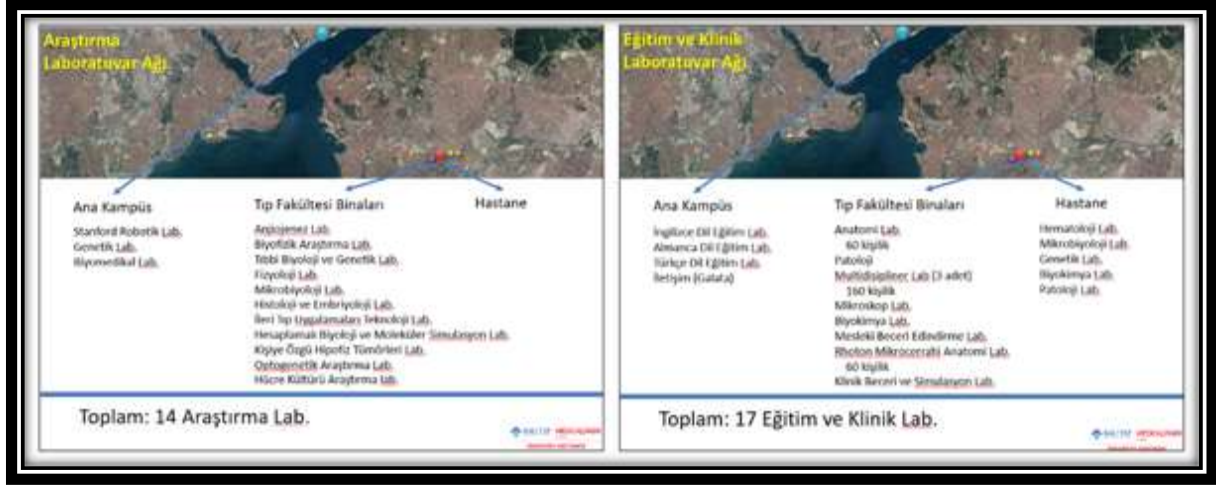 Araştırma
Laboratuvar Ağı
Ana Kampüs
Stanford Robotik Lab.
Genetik Lab.
Biyomedikal Lab.
Tıp Fakültesi Binaları
Anjiojenez Lab.
Biyofizik Araştırma Lab.
Tıbbi Biyoloji ve Genetik Lab.
Fizyoloji Lab.
Mikrobiyoloji Lab.
Histoloji ve Embriyoloji Lab.
İleri Tıp Uygulamaları Teknoloji Lab.
Hesaplamalı Biyoloji ve Moleküler Simulasyon Lab.
Kişiye Özgü Hipofiz Tümörleri Lab.
Optogenetik Araştırma Lab.
Hücre Kültürü Araştırma lab.
Hastane
Toplam: 14 Araştırma Lab.
Eğitim ve Klinik
Laboratuvar Ağı
Ana Kampüs
İngilizce Dil Eğitim Lab.
Almanca Dil Eğitim Lab.
Türkçe Dil Eğitim Lab.
İletişim (Galata)
Tıp Fakültesi Binaları
Anatomi Lab.
60 kişilik
Patoloji
Multidisipliner Lab (3 adet)
160 kişilik
Mikroskop Lab.
Biyokimya Lab.
Mesleki Beceri Edindirme Lab.
Rhoton Mikrocerrahi Anatomi Lab.
60 kişilik
Klinik Beceri ve Simulasyon Lab.
Hastane
Hematoloji Lab.
Mikrobiyoloji Lab.
Genetik Lab.
Biyokimya Lab.
Patoloji Lab.
Toplam: 17 Eğitim ve Klinik Lab.